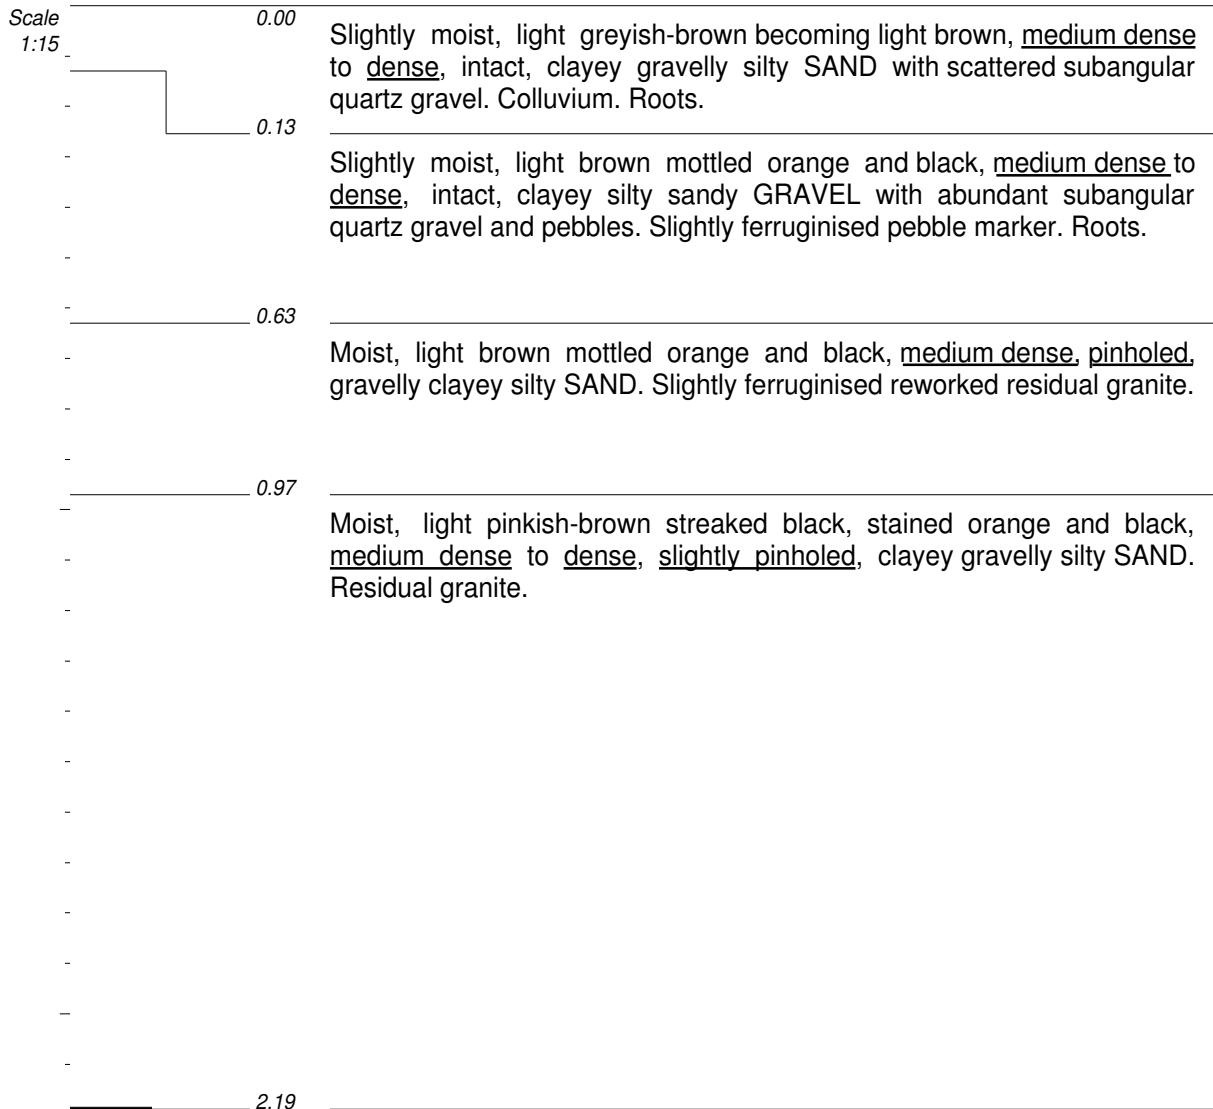 Scale
1:15
0.00
Slightly moist, light greyish-brown becoming light brown, medium dense
to dense, intact, clayey gravelly silty SAND with scattered subangular
quartz gravel. Colluvium. Roots.
0.13
Slightly moist, light brown mottled orange and black, medium dense to
dense, intact, clayey silty sandy GRAVEL with abundant subangular
quartz gravel and pebbles. Slightly ferruginised pebble marker. Roots.
0.63
Moist, light brown mottled orange and black, medium dense, pinholed,
gravelly clayey silty SAND. Slightly ferruginised reworked residual granite.
0.97
Moist, light pinkish-brown streaked black, stained orange and black,
medium dense to dense, slightly pinholed, clayey gravelly silty SAND.
Residual granite.
2.19